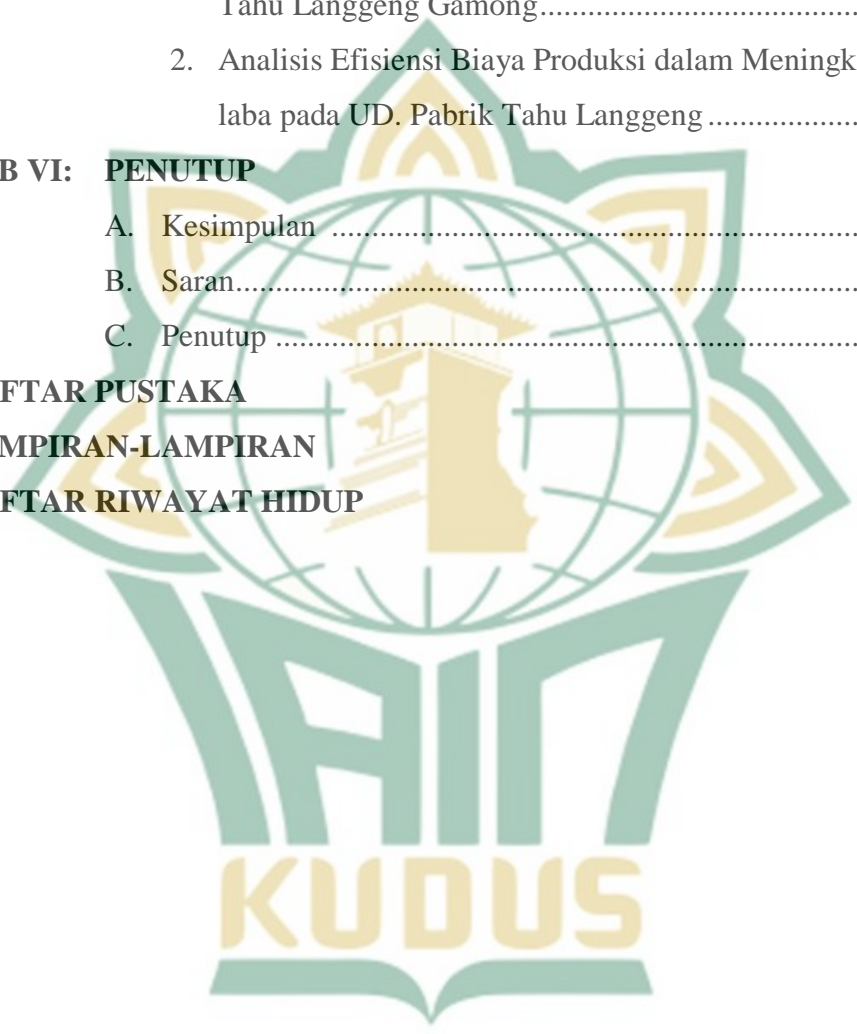 Tahu Langgeng Gamong....................................
2. Analisis Efisiensi Biaya Produksi dalam Meningk
laba pada UD. Pabrik Tahu Langgeng ...................
B VI: PENUTUP
A. Kesimpulan ...................................................................
B. Saran...............................................................................
C. Penutup .........................................................................
FTAR PUSTAKA
MPIRAN-LAMPIRAN
FTAR RIWAYAT HIDUP
IAIN
KUDUS